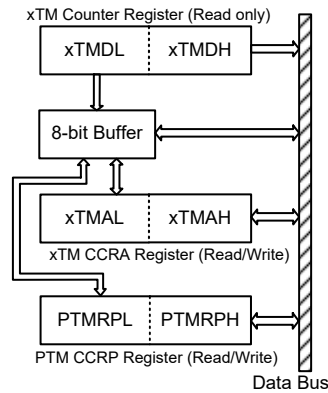 xTM Counter Register (Read only)
xTMDL xTMDH
8-bit Buffer
xTMAL xTMAH
xTM CCRA Register (Read/Write)
PTMRPL PTMRPH
PTM CCRP Register (Read/Write)
Data Bus